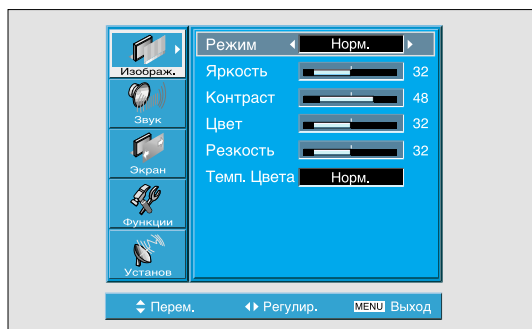 Изображ.
Звук
Экран
Функции
Установ
Режим Норм.
Яркость 32
Контраст 48
Цвет 32
Резкость 32
Темп. Цвета Норм.
Перем. Регулир. MENU Выход